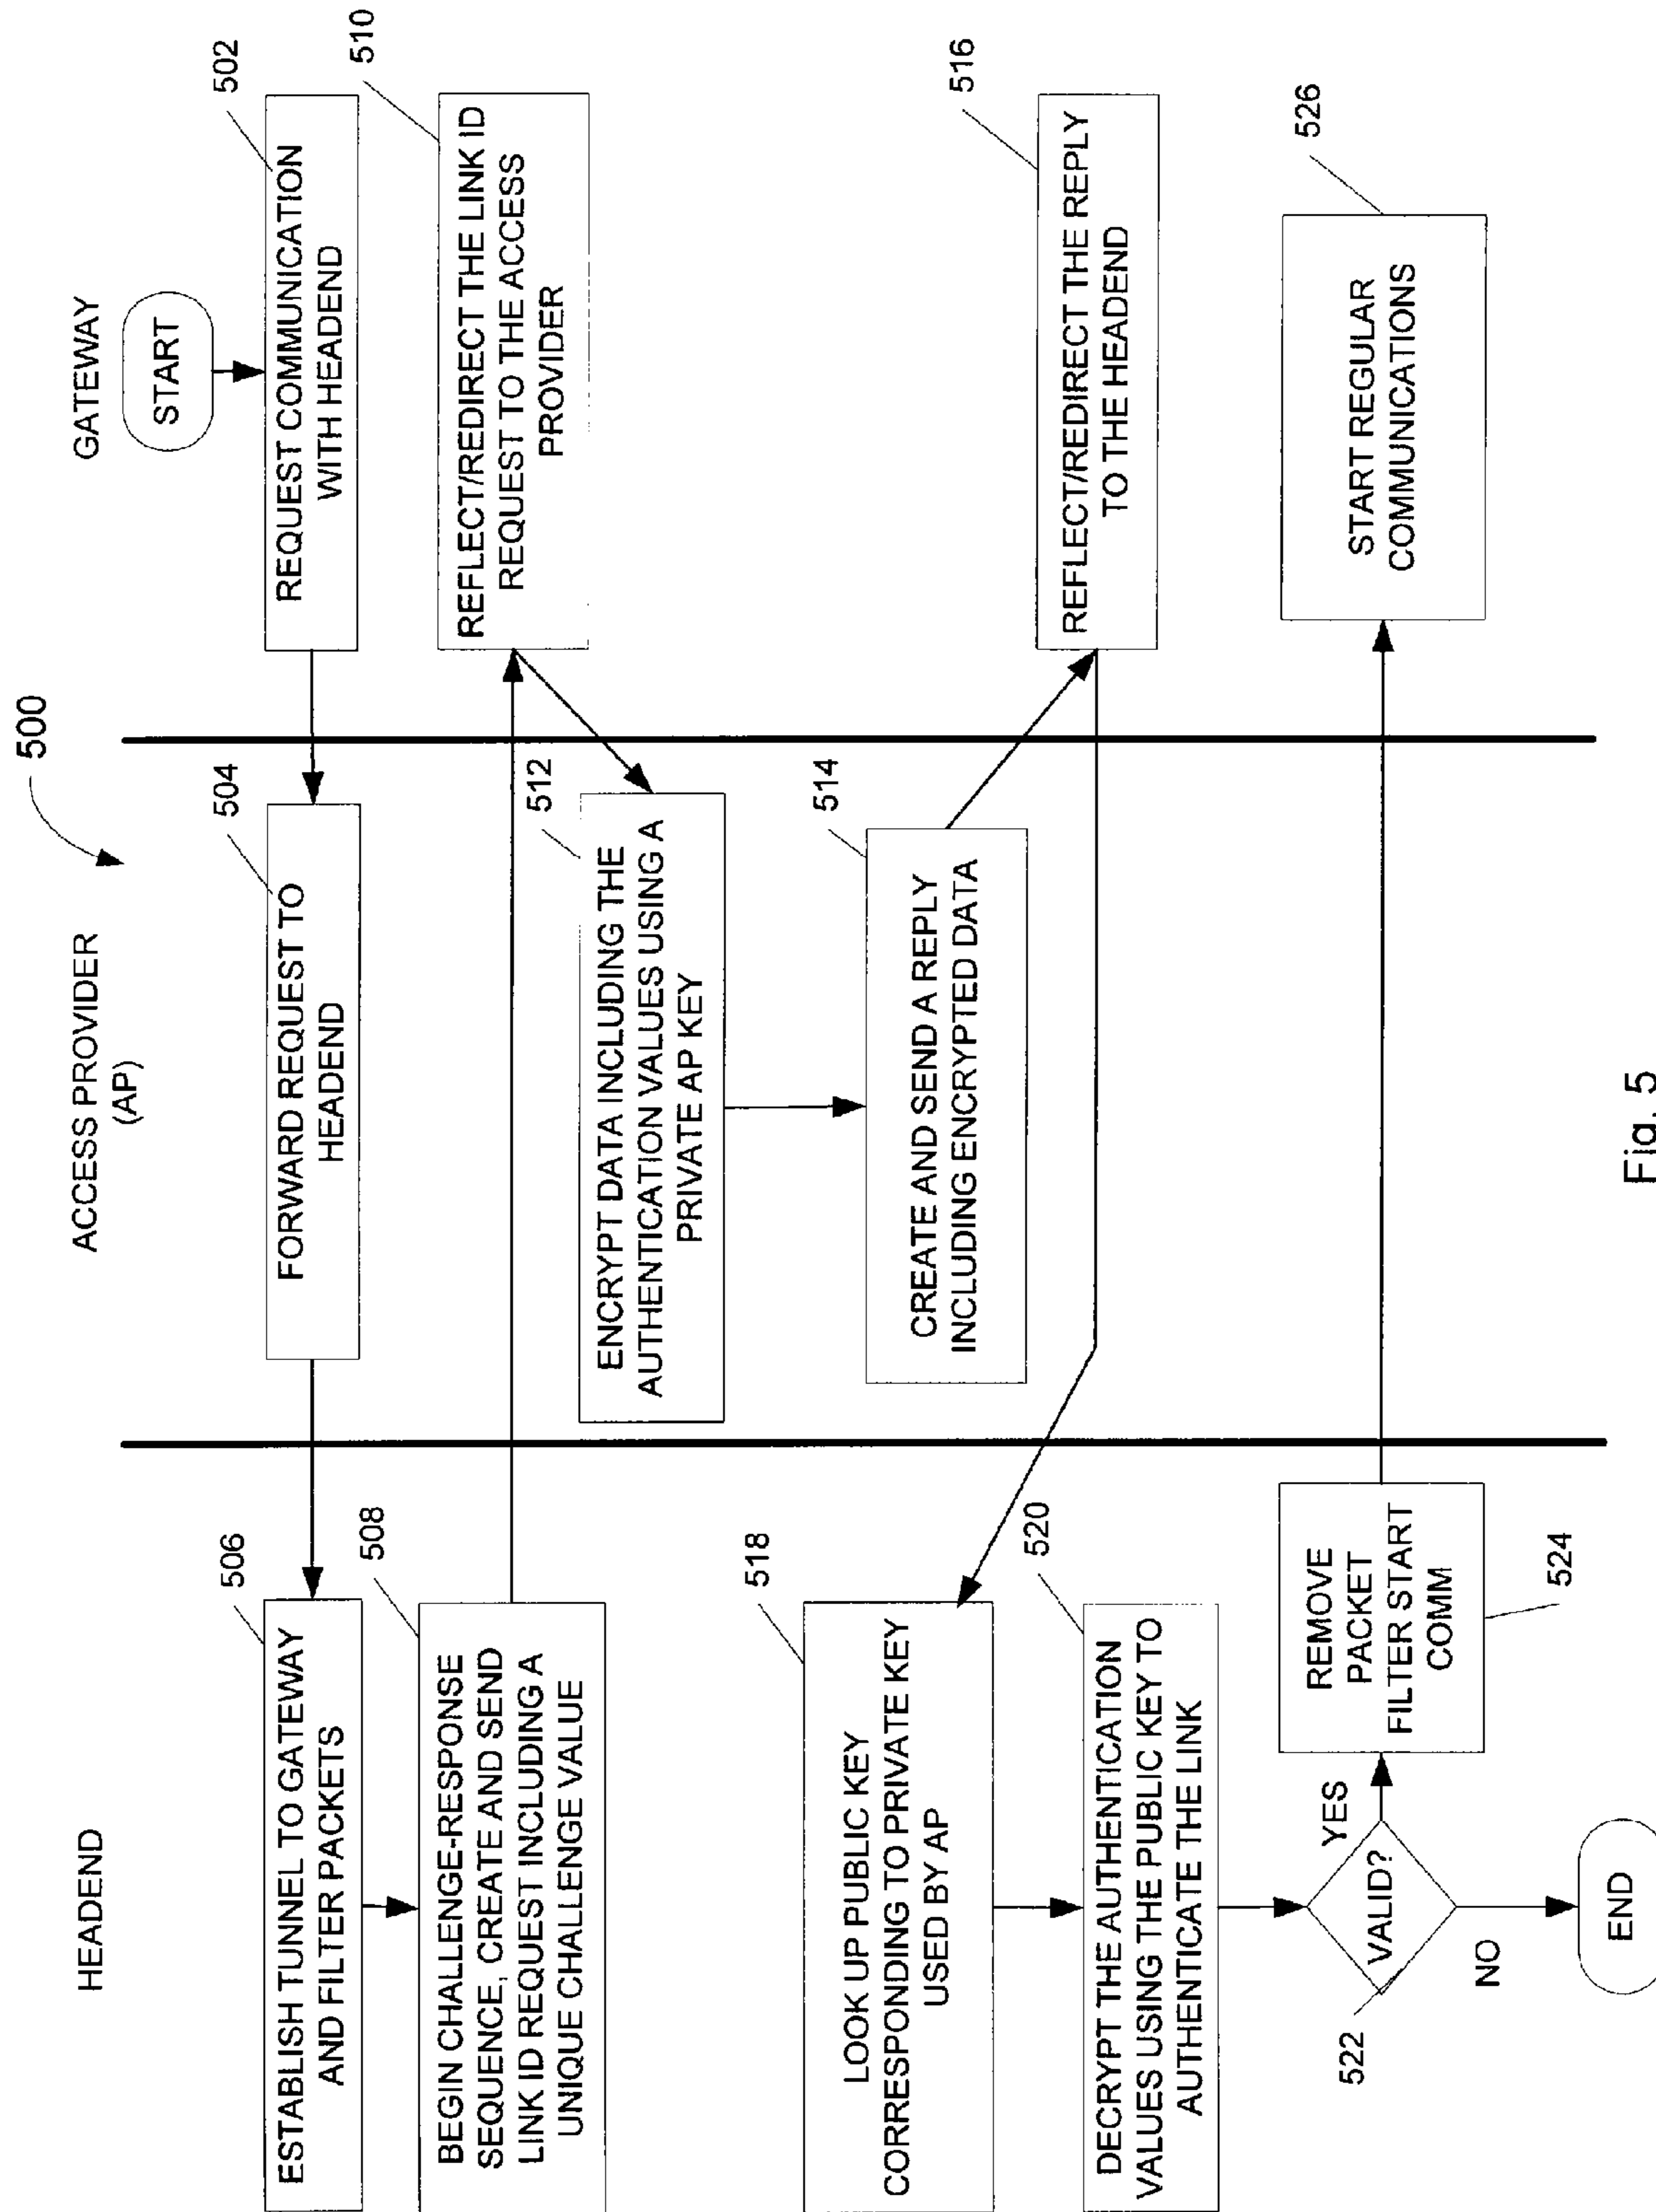 500
HEADEND
ACCESS PROVIDER
(AP)
GATEWAY
START
502
REQUEST COMMUNICATION
WITH HEADEND
504
FORWARD REQUEST TO
HEADEND
506
ESTABLISH TUNNEL TO GATEWAY
AND FILTER PACKETS
508
BEGIN CHALLENGE-RESPONSE
SEQUENCE, CREATE AND SEND
LINK ID REQUEST INCLUDING A
UNIQUE CHALLENGE VALUE
510
REFLECT/REDIRECT THE LINK ID
REQUEST TO THE ACCESS
PROVIDER
512
ENCRYPT DATA INCLUDING THE
AUTHENTICATION VALUES USING A
PRIVATE AP KEY
514
CREATE AND SEND A REPLY
INCLUDING ENCRYPTED DATA
516
REFLECT/REDIRECT THE REPLY
TO THE HEADEND
518
LOOK UP PUBLIC KEY
CORRESPONDING TO PRIVATE KEY
USED BY AP
520
DECRYPT THE AUTHENTICATION
VALUES USING THE PUBLIC KEY TO
AUTHENTICATE THE LINK
522
VALID?
YES
NO
END
REMOVE
PACKET
FILTER START
COMM
524
526
START REGULAR
COMMUNICATIONS
Fig. 5